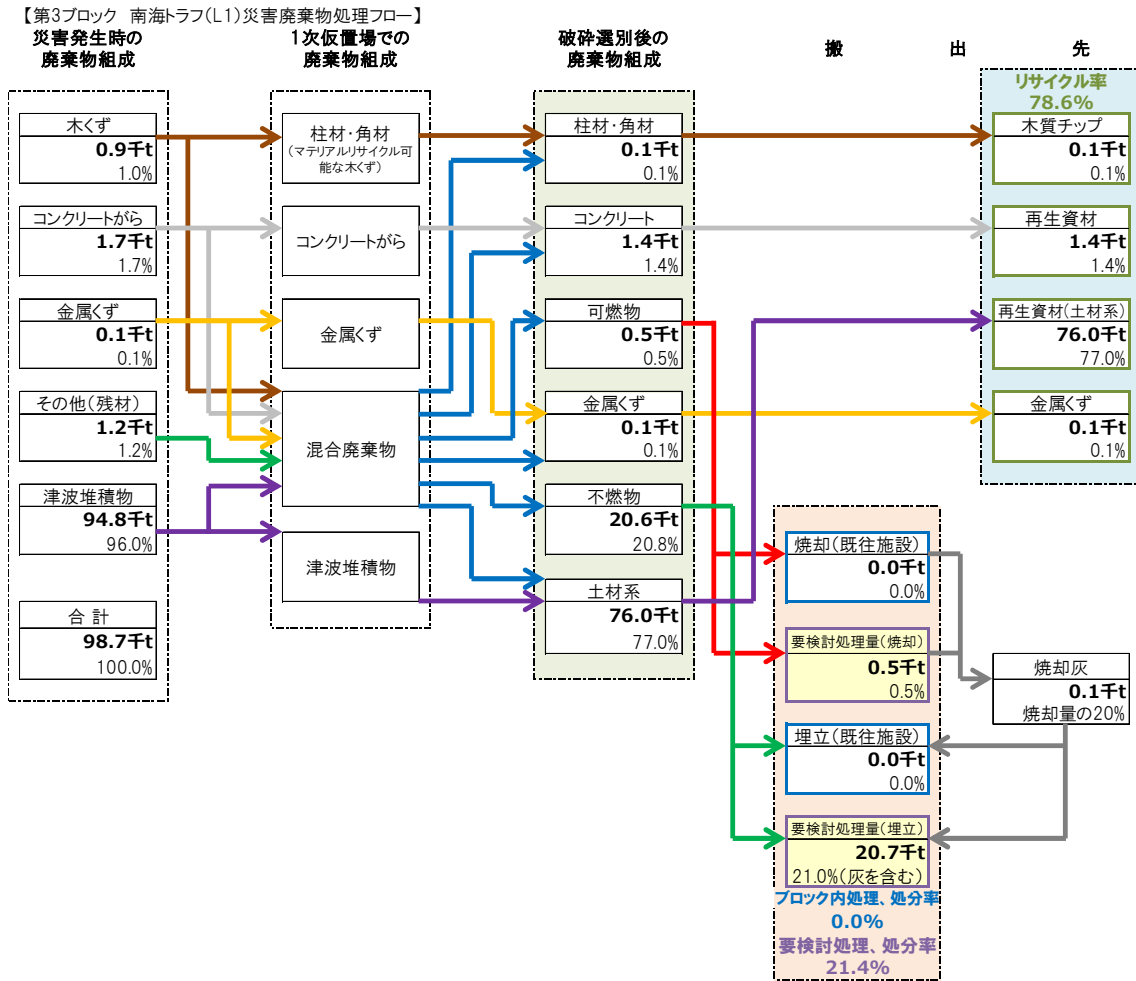 【第3ブロック 南海トラフ(L1)災害廃棄物処理フロー】
災害発生時の
廃棄物組成
1次仮置場での
廃棄物組成
破砕選別後の
廃棄物組成
搬 出 先
木くず
0.9千t
1.0%
コンクリートがら
1.7千t
1.7%
金属くず
0.1千t
0.1%
その他(残材)
1.2千t
1.2%
津波堆積物
94.8千t
96.0%
合 計
98.7千t
100.0%
柱材・角材
(マテリアルリサイクル可
能な木くず)
コンクリートがら
金属くず
混合廃棄物
津波堆積物
柱材・角材
0.1千t
0.1%
コンクリート
1.4千t
1.4%
可燃物
0.5千t
0.5%
金属くず
0.1千t
0.1%
不燃物
20.6千t
20.8%
土材系
76.0千t
77.0%
リサイクル率
78.6%
木質チップ
0.1千t
0.1%
再生資材
1.4千t
1.4%
再生資材(土材系)
76.0千t
77.0%
金属くず
0.1千t
0.1%
焼却(既往施設)
0.0千t
0.0%
要検討処理量(焼却)
0.5千t
0.5%
埋立(既往施設)
0.0千t
0.0%
要検討処理量(埋立)
20.7千t
21.0%(灰を含む)
ブロック内処理、処分率
0.0%
要検討処理、処分率
21.4%
焼却灰
0.1千t
焼却量の20%